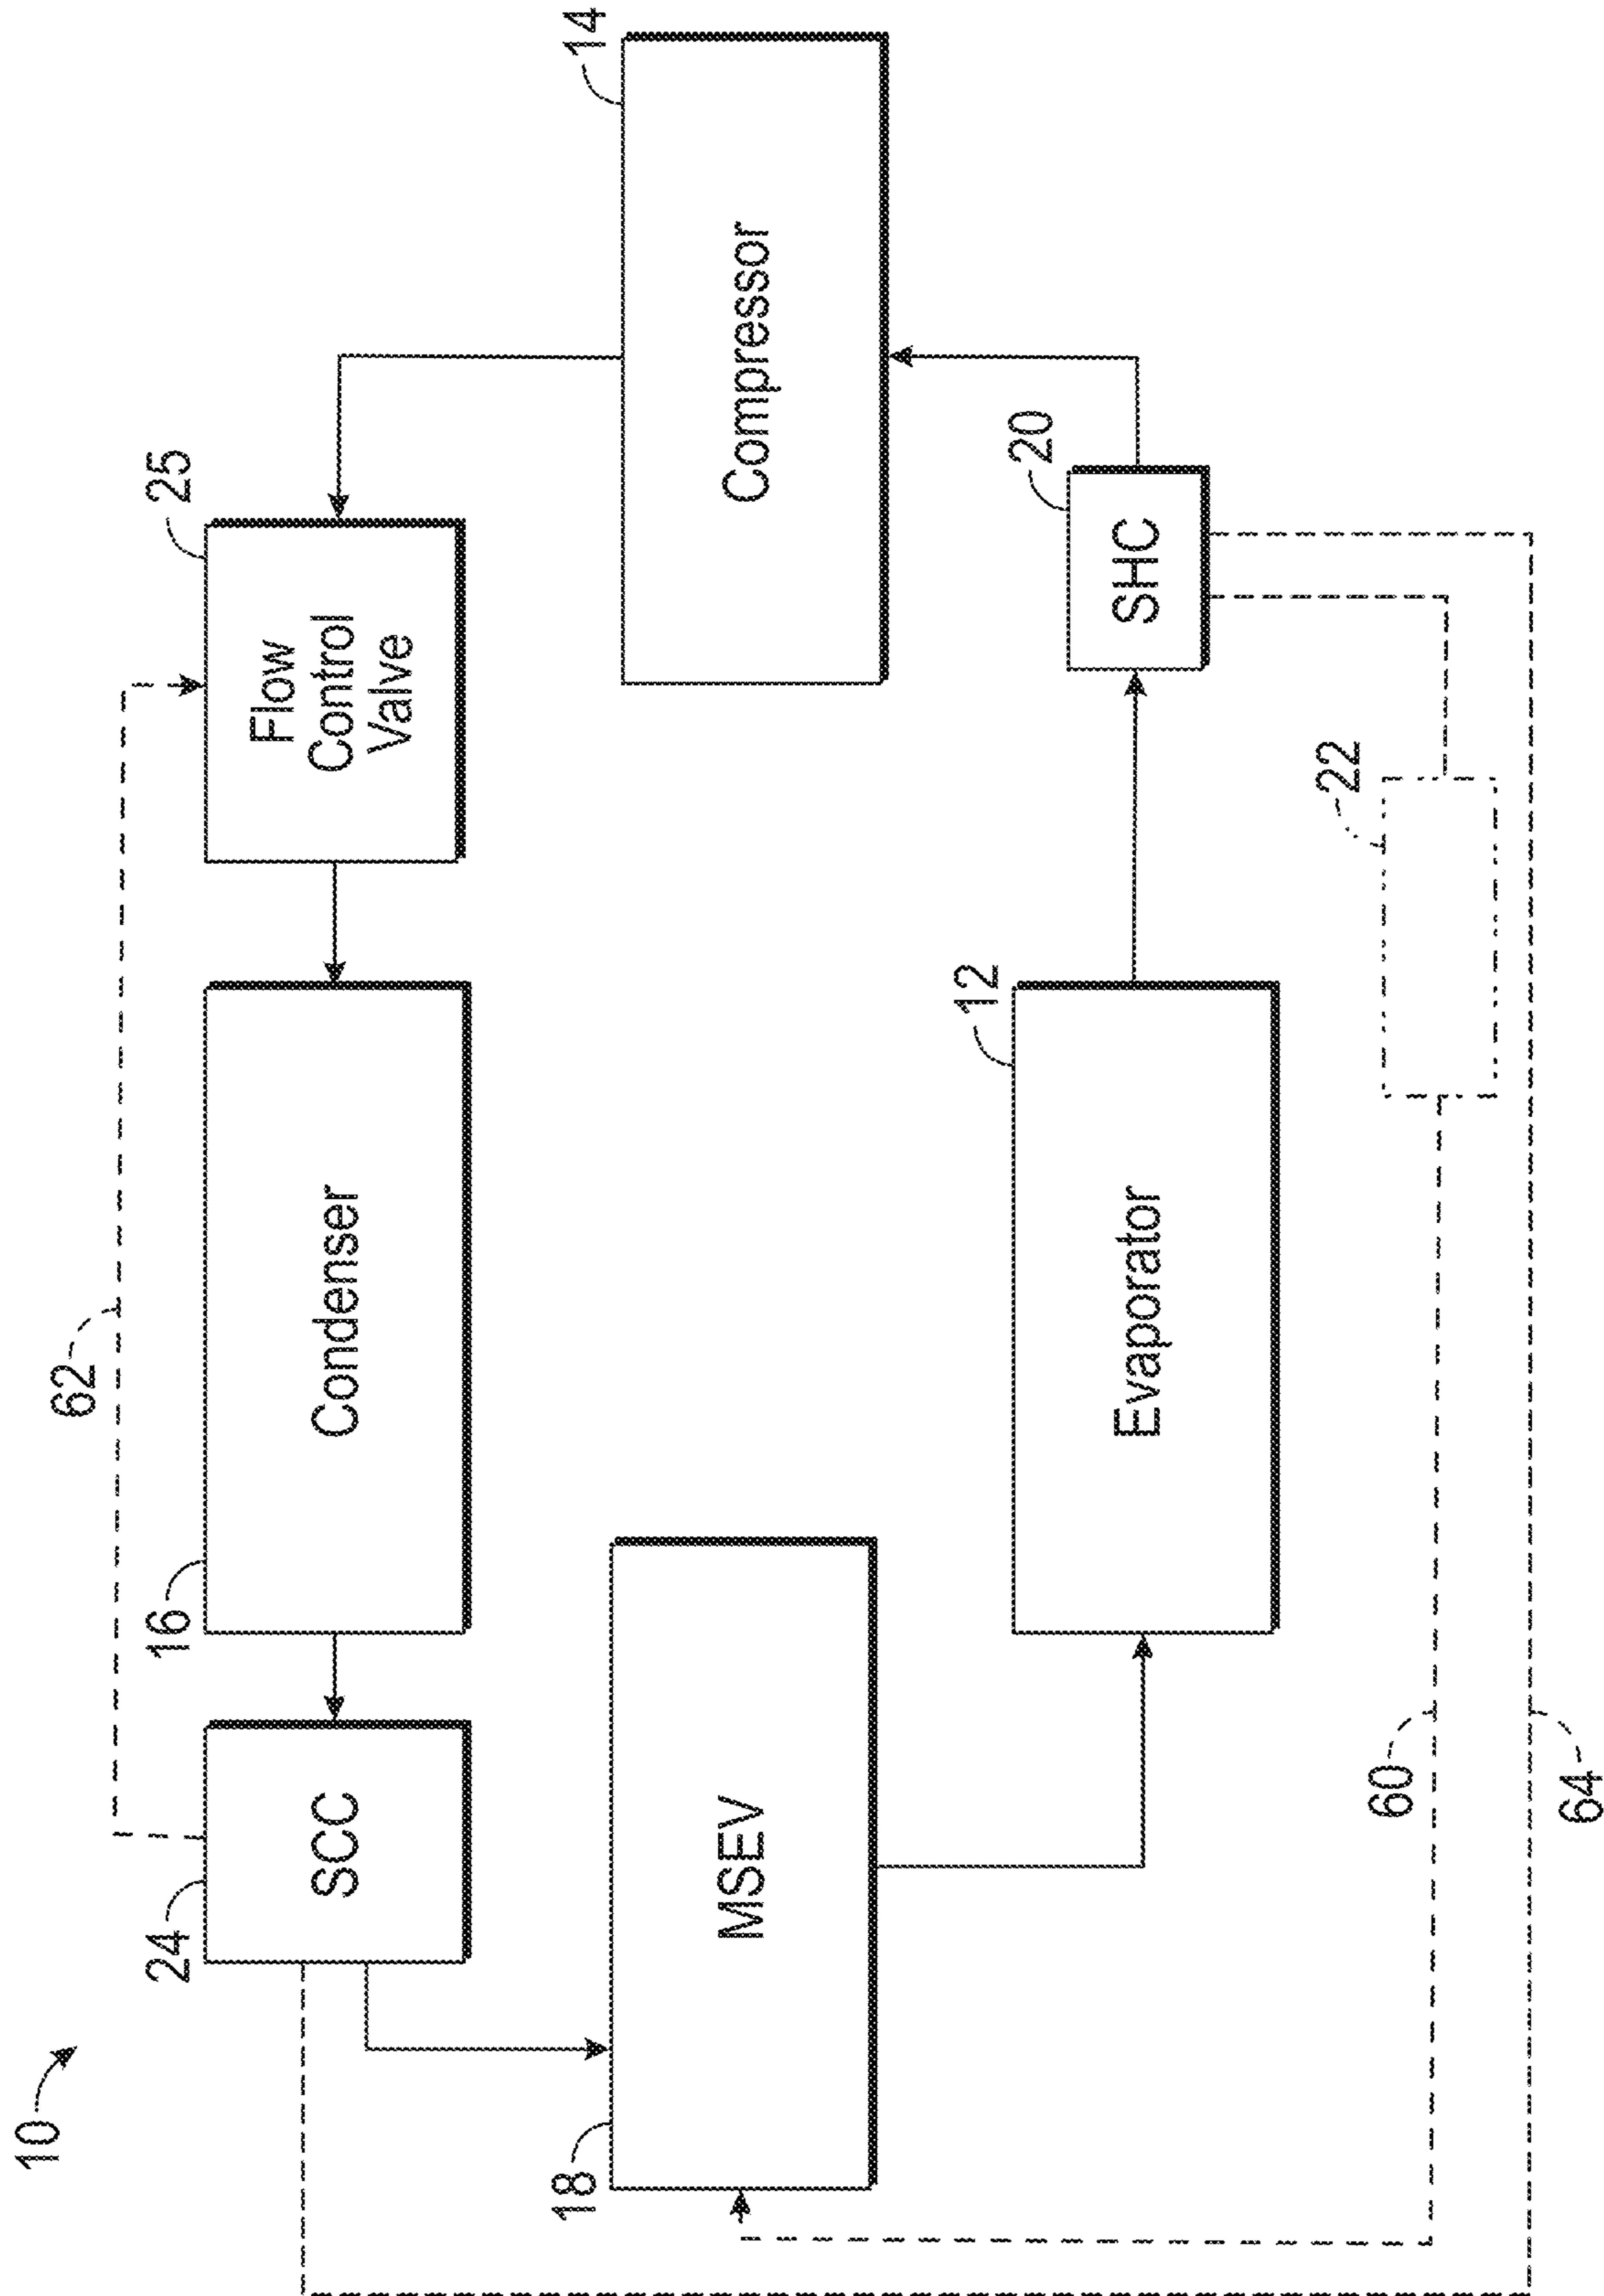 10
62
24
16
25
14
SCC
Condenser
Flow
Control
Valve
Compressor
18
MSEV
12
20
Evaporator
SHC
22
60
64